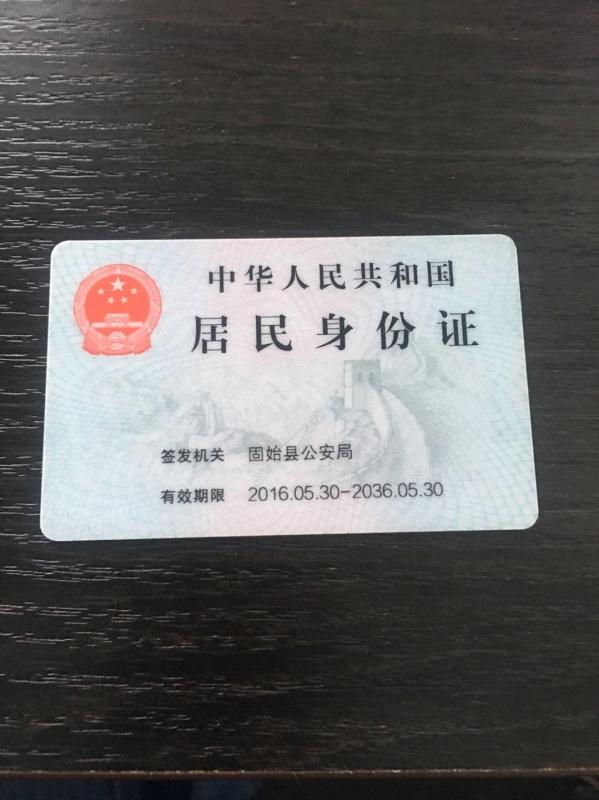 中华人民共和国
居民身份证
签发机关 固始县公安局
有效期限 2016.05.30-2036.05.30